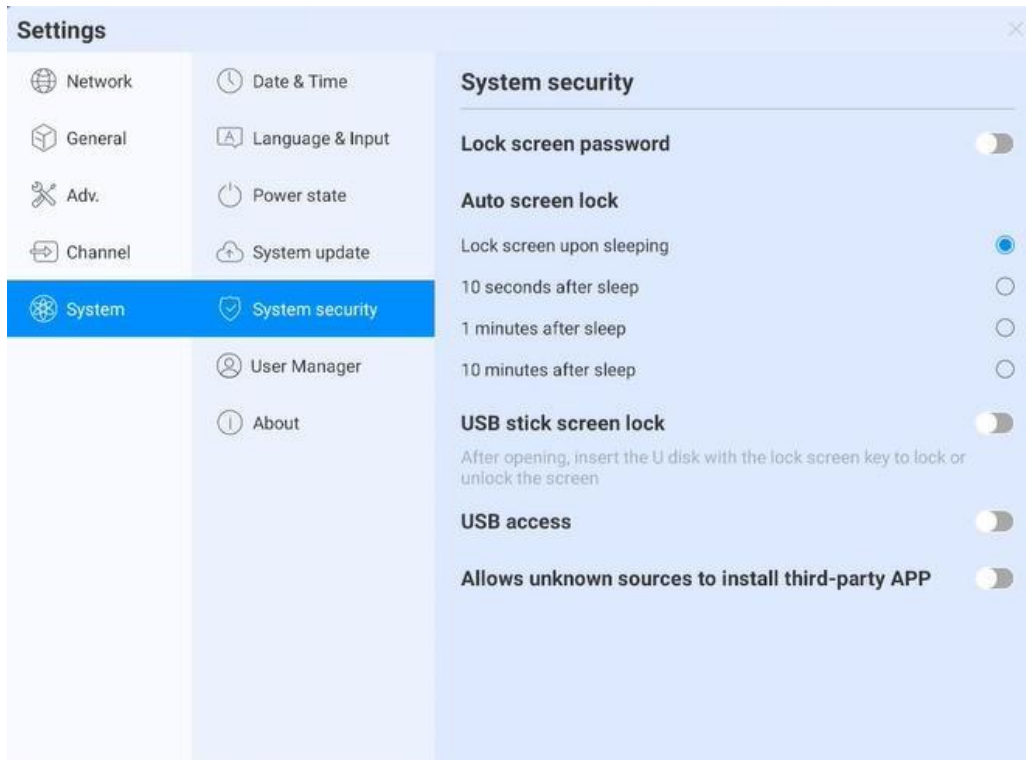 Settings
Network
General
Adv.
Channel
System
Date & Time
Language & Input
Power state
System update
System security
User Manager
About
System security
Lock screen password
Auto screen lock
Lock screen upon sleeping
10 seconds after sleep
1 minutes after sleep
10 minutes after sleep
USB stick screen lock
After opening, insert the U disk with the lock screen key to lock or
unlock the screen
USB access
Allows unknown sources to install third-party APP